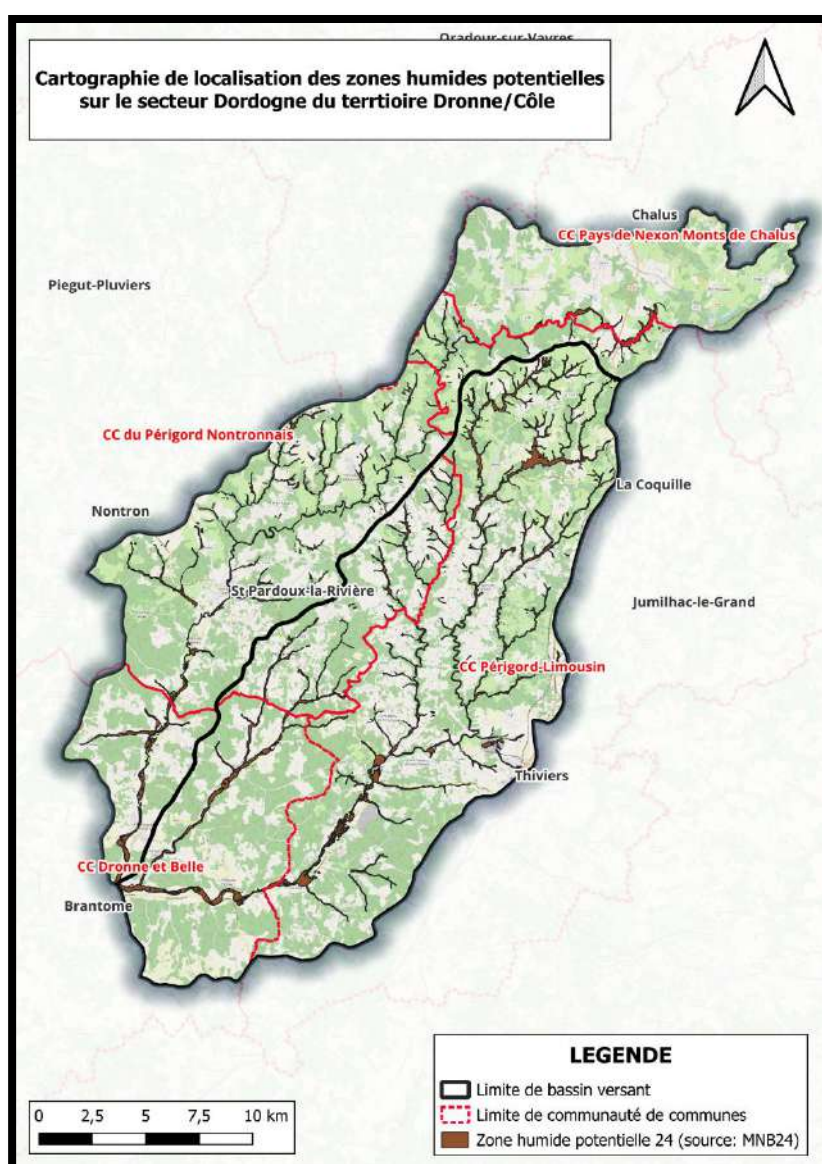 Oradour-sur-Vayres
Cartographie de localisation des zones humides potentielles
sur le secteur Dordogne du terrtioire Dronne/Côle
Chalus
CC Pays de Nexon Monts de Chalus
Piegut-Pluviers
CC du Périgord Nontronnais
La Coquille
Nontron
St Pardoux-la-Rivière
Jumilhac-le-Grand
CC Périgord-Limousin
Thiviers
CC Dronne et Belle
Brantome
LEGENDE
Limite de bassin versant
Limite de communauté de communes
Zone humide potentielle 24 (source: MNB24)
0 2,5 5 7,5 10 km